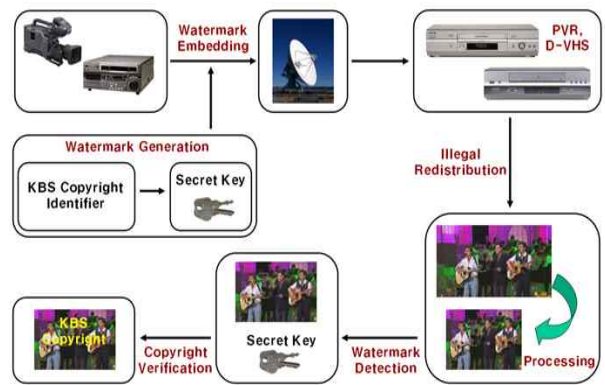 Watermark
Embedding
PVR,
D-VHS
Watermark Generation
KBS Copyright
Identifier
Secret Key
Illegal
Redistribution
Processing
Watermark
Detection
Secret Key
Copyright
Verification
KBS
Copyright